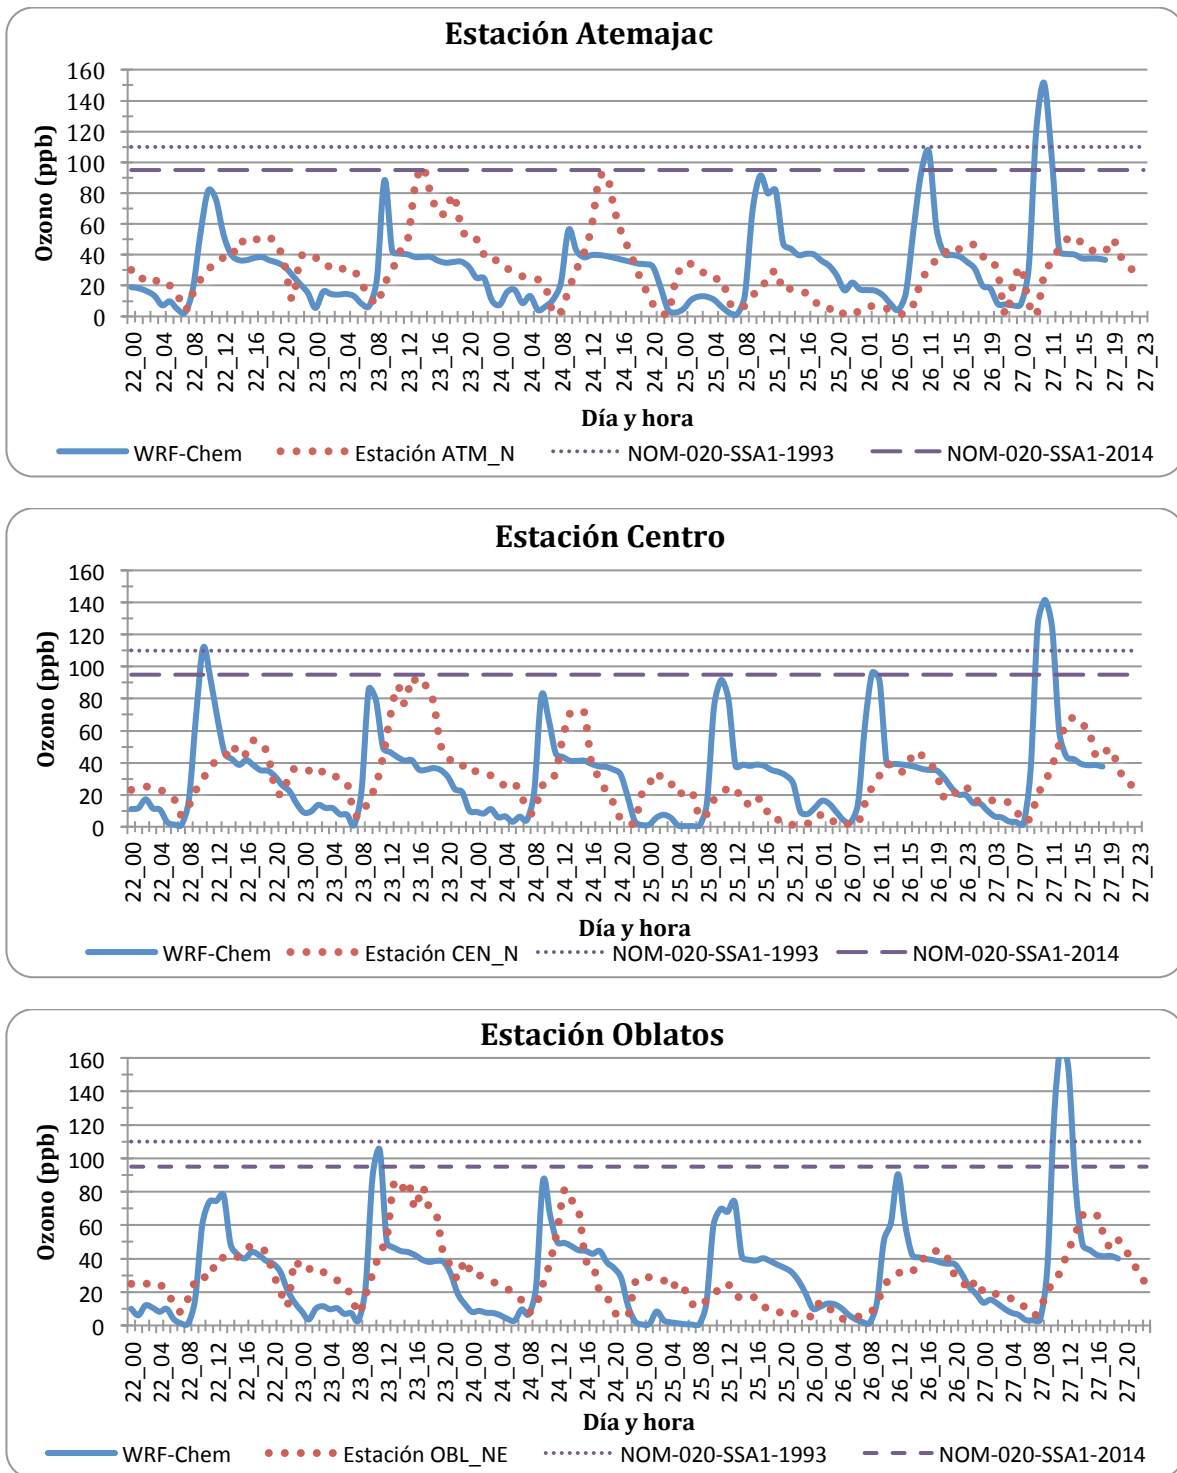 Estación Atemajac
Ozono (ppb)
160
140
120
100
80
60
40
20
0
22_00 22_04 22_08 22_12 22_16 22_20 23_00 23_04 23_08 23_12 23_16 23_20 24_00 24_04 24_08 24_12 24_16 24_20 25_00 25_04 25_08 25_12 25_16 25_20 26_01 26_05 26_11 26_15 26_19 27_02 27_11 27_15 27_19 27_23
Día y hora
WRF-Chem Estación ATM_N NOM-020-SSA1-1993 NOM-020-SSA1-2014
Estación Centro
Ozono (ppb)
160
140
120
100
80
60
40
20
0
22_00 22_04 22_08 22_12 22_16 22_20 23_00 23_04 23_08 23_12 23_16 23_20 24_00 24_04 24_08 24_12 24_16 24_20 25_00 25_04 25_08 25_12 25_16 25_21 26_01 26_07 26_11 26_15 26_19 26_23 27_03 27_07 27_11 27_15 27_19 27_23
Día y hora
WRF-Chem Estación CEN_N NOM-020-SSA1-1993 NOM-020-SSA1-2014
Estación Oblatos
Ozono (ppb)
160
140
120
100
80
60
40
20
0
22_00 22_04 22_08 22_12 22_16 22_20 23_00 23_04 23_08 23_12 23_16 23_20 24_00 24_04 24_08 24_12 24_16 24_20 25_00 25_04 25_08 25_12 25_16 25_20 26_00 26_04 26_08 26_12 26_16 26_20 27_00 27_04 27_08 27_12 27_16 27_20
Día y hora
WRF-Chem Estación OBL_NE NOM-020-SSA1-1993 NOM-020-SSA1-2014